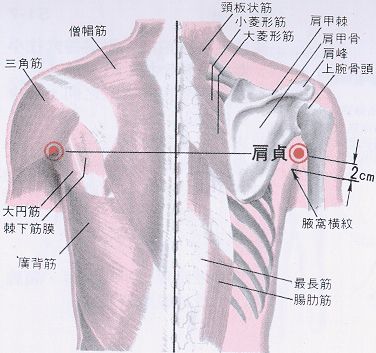 僧帽筋
三角筋
大円筋
棘下筋膜
廣背筋
頸板状筋
小菱形筋
大菱形筋
肩甲棘
肩甲骨
肩峰
上腕骨頭
肩貞
2cm
腋窩横紋
最長筋
腸肋筋